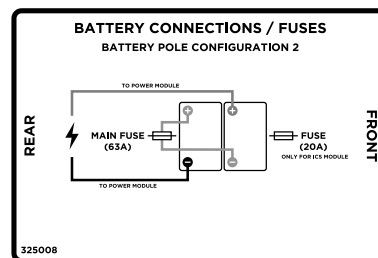 BATTERY CONNECTIONS / FUSES
BATTERY POLE CONFIGURATION 2
TO POWER MODULE
REAR
MAIN FUSE
(63A)
FUSE
(20A)
ONLY FOR ICS MODULE
FRONT
TO POWER MODULE
325008